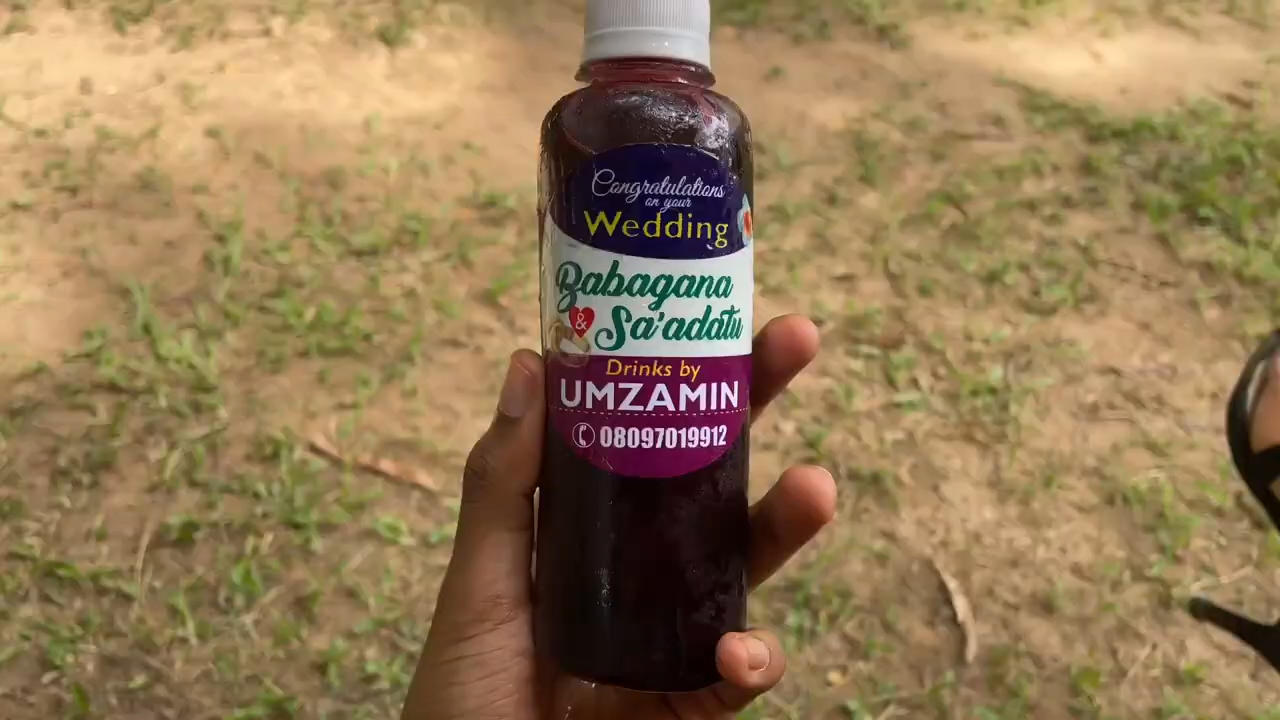 Congratulations
on your
Wedding
Babagana
& Sa'adatu
Drinks by
UMZAMIN
08097019912